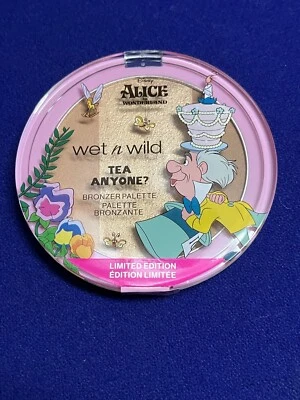 Disney
ALICE
IN
WONDERLAND
wet n wild
TEA
ANYONE?
BRONZER PALETTE
PALETTE
BRONZANTE
LIMITED EDITION
ÉDITION LIMITÉE